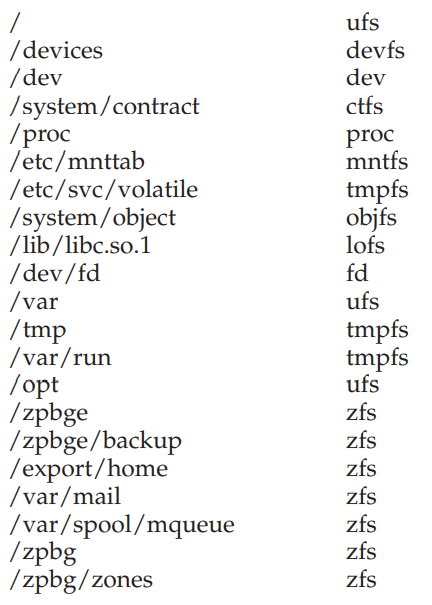 / ufs
/devices devfs
/dev dev
/system/contract ctfs
/proc proc
/etc/mnttab mntfs
/etc/svc/volatile tmpfs
/system/object objfs
/lib/libc.so.1 lofs
/dev/fd fd
/var ufs
/tmp tmpfs
/var/run tmpfs
/opt ufs
/zpbge zfs
/zpbge/backup zfs
/export/home zfs
/var/mail zfs
/var/spool/mqueue zfs
/zpbg zfs
/zpbg/zones zfs